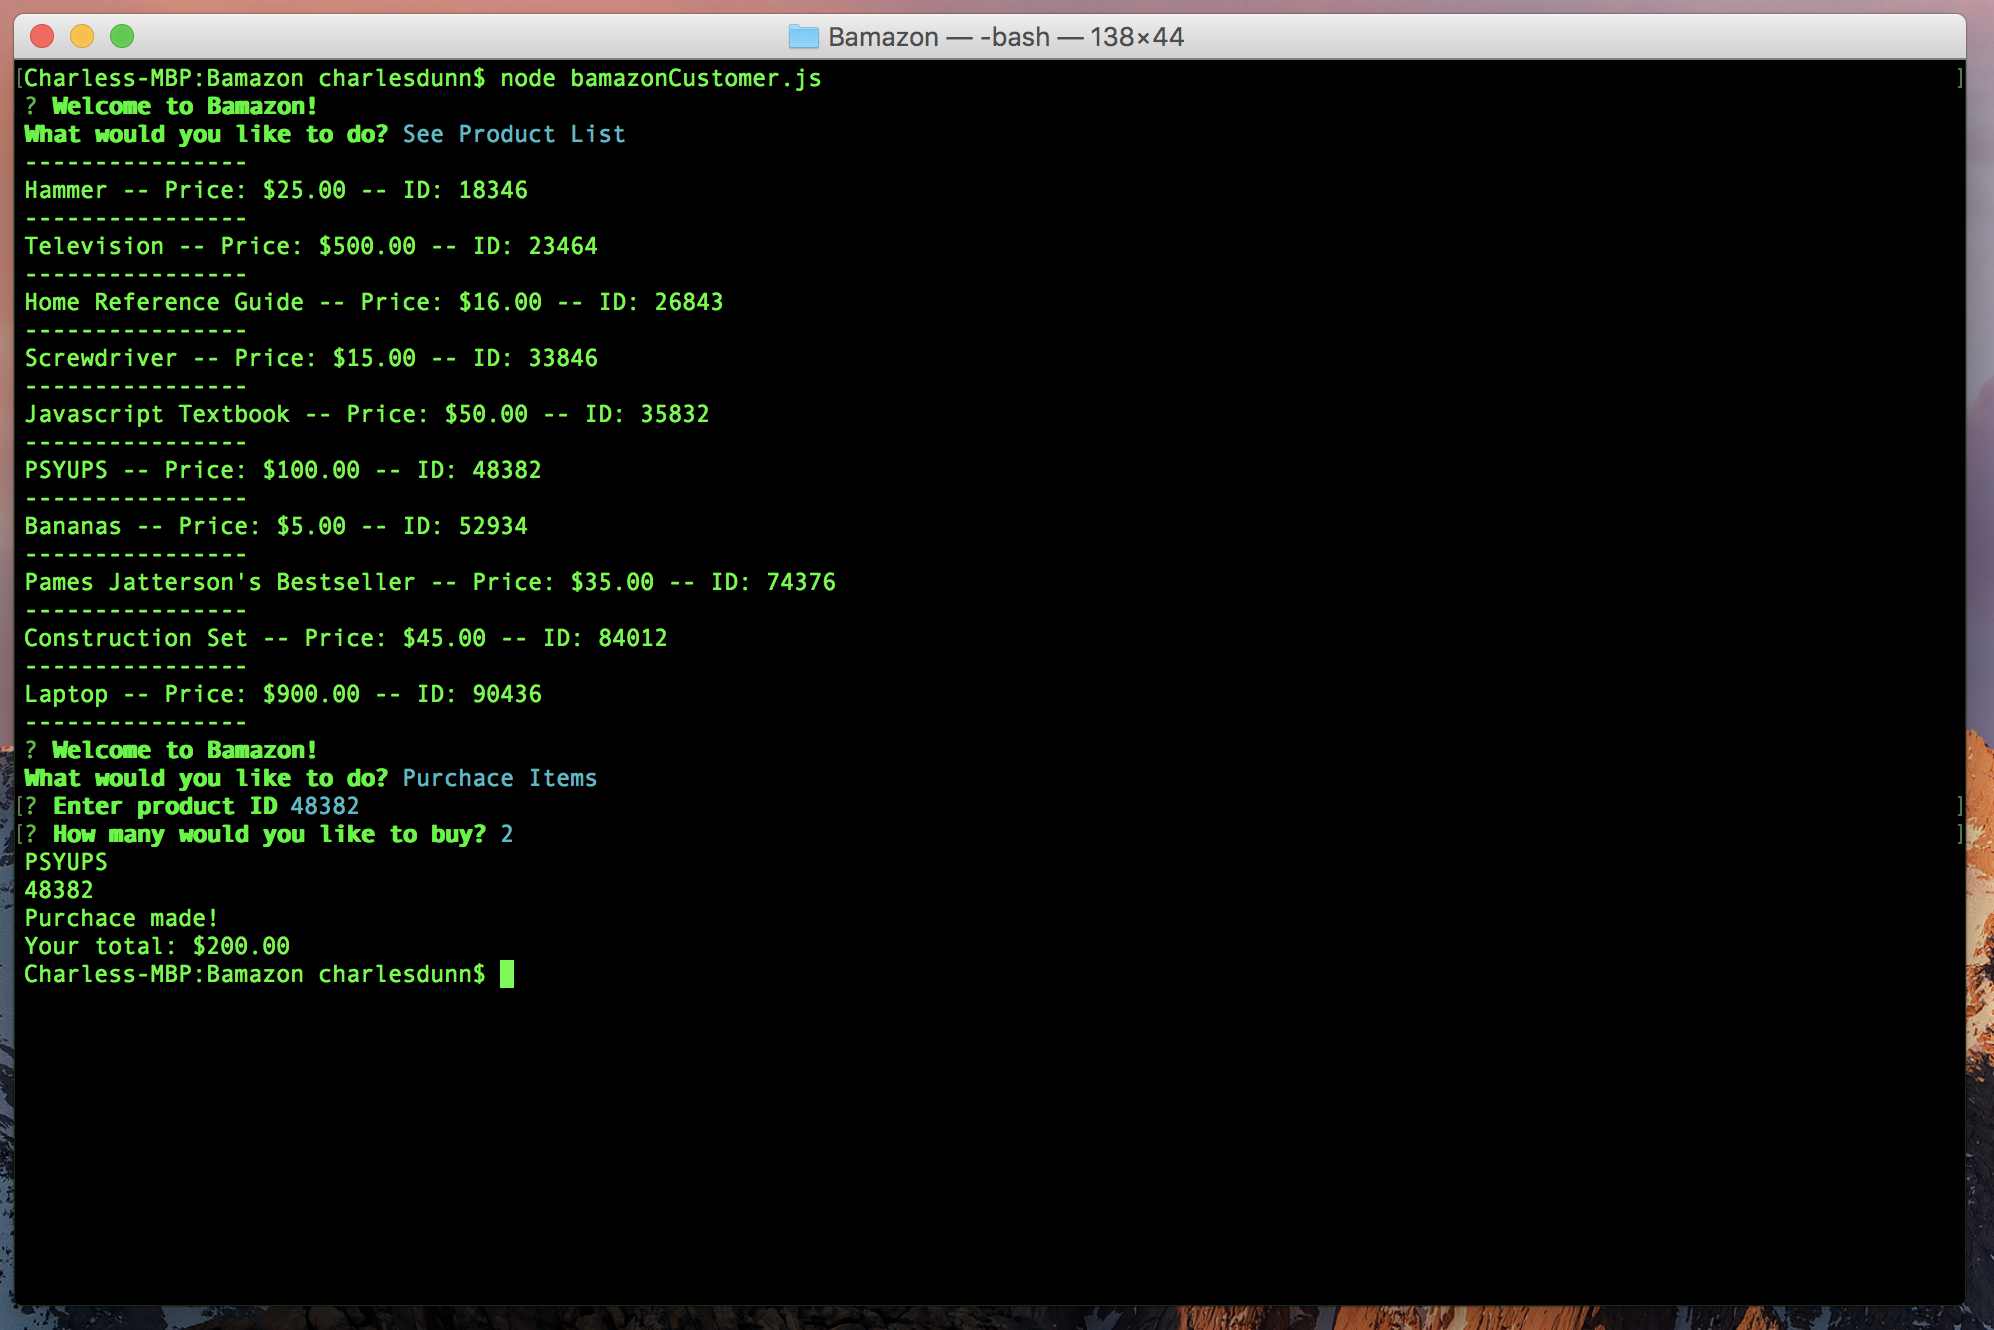 Bamazon — -bash — 138×44
[Charless-MBP:Bamazon charlesdunn$ node bamazonCustomer.js ]
? Welcome to Bamazon!
What would you like to do? See Product List
----------------
Hammer -- Price: $25.00 -- ID: 18346
----------------
Television -- Price: $500.00 -- ID: 23464
----------------
Home Reference Guide -- Price: $16.00 -- ID: 26843
----------------
Screwdriver -- Price: $15.00 -- ID: 33846
----------------
Javascript Textbook -- Price: $50.00 -- ID: 35832
----------------
PSYUPS -- Price: $100.00 -- ID: 48382
----------------
Bananas -- Price: $5.00 -- ID: 52934
----------------
Pames Jatterson's Bestseller -- Price: $35.00 -- ID: 74376
----------------
Construction Set -- Price: $45.00 -- ID: 84012
----------------
Laptop -- Price: $900.00 -- ID: 90436
----------------
? Welcome to Bamazon!
What would you like to do? Purchace Items
[? Enter product ID 48382 ]
[? How many would you like to buy? 2 ]
PSYUPS
48382
Purchace made!
Your total: $200.00
Charless-MBP:Bamazon charlesdunn$